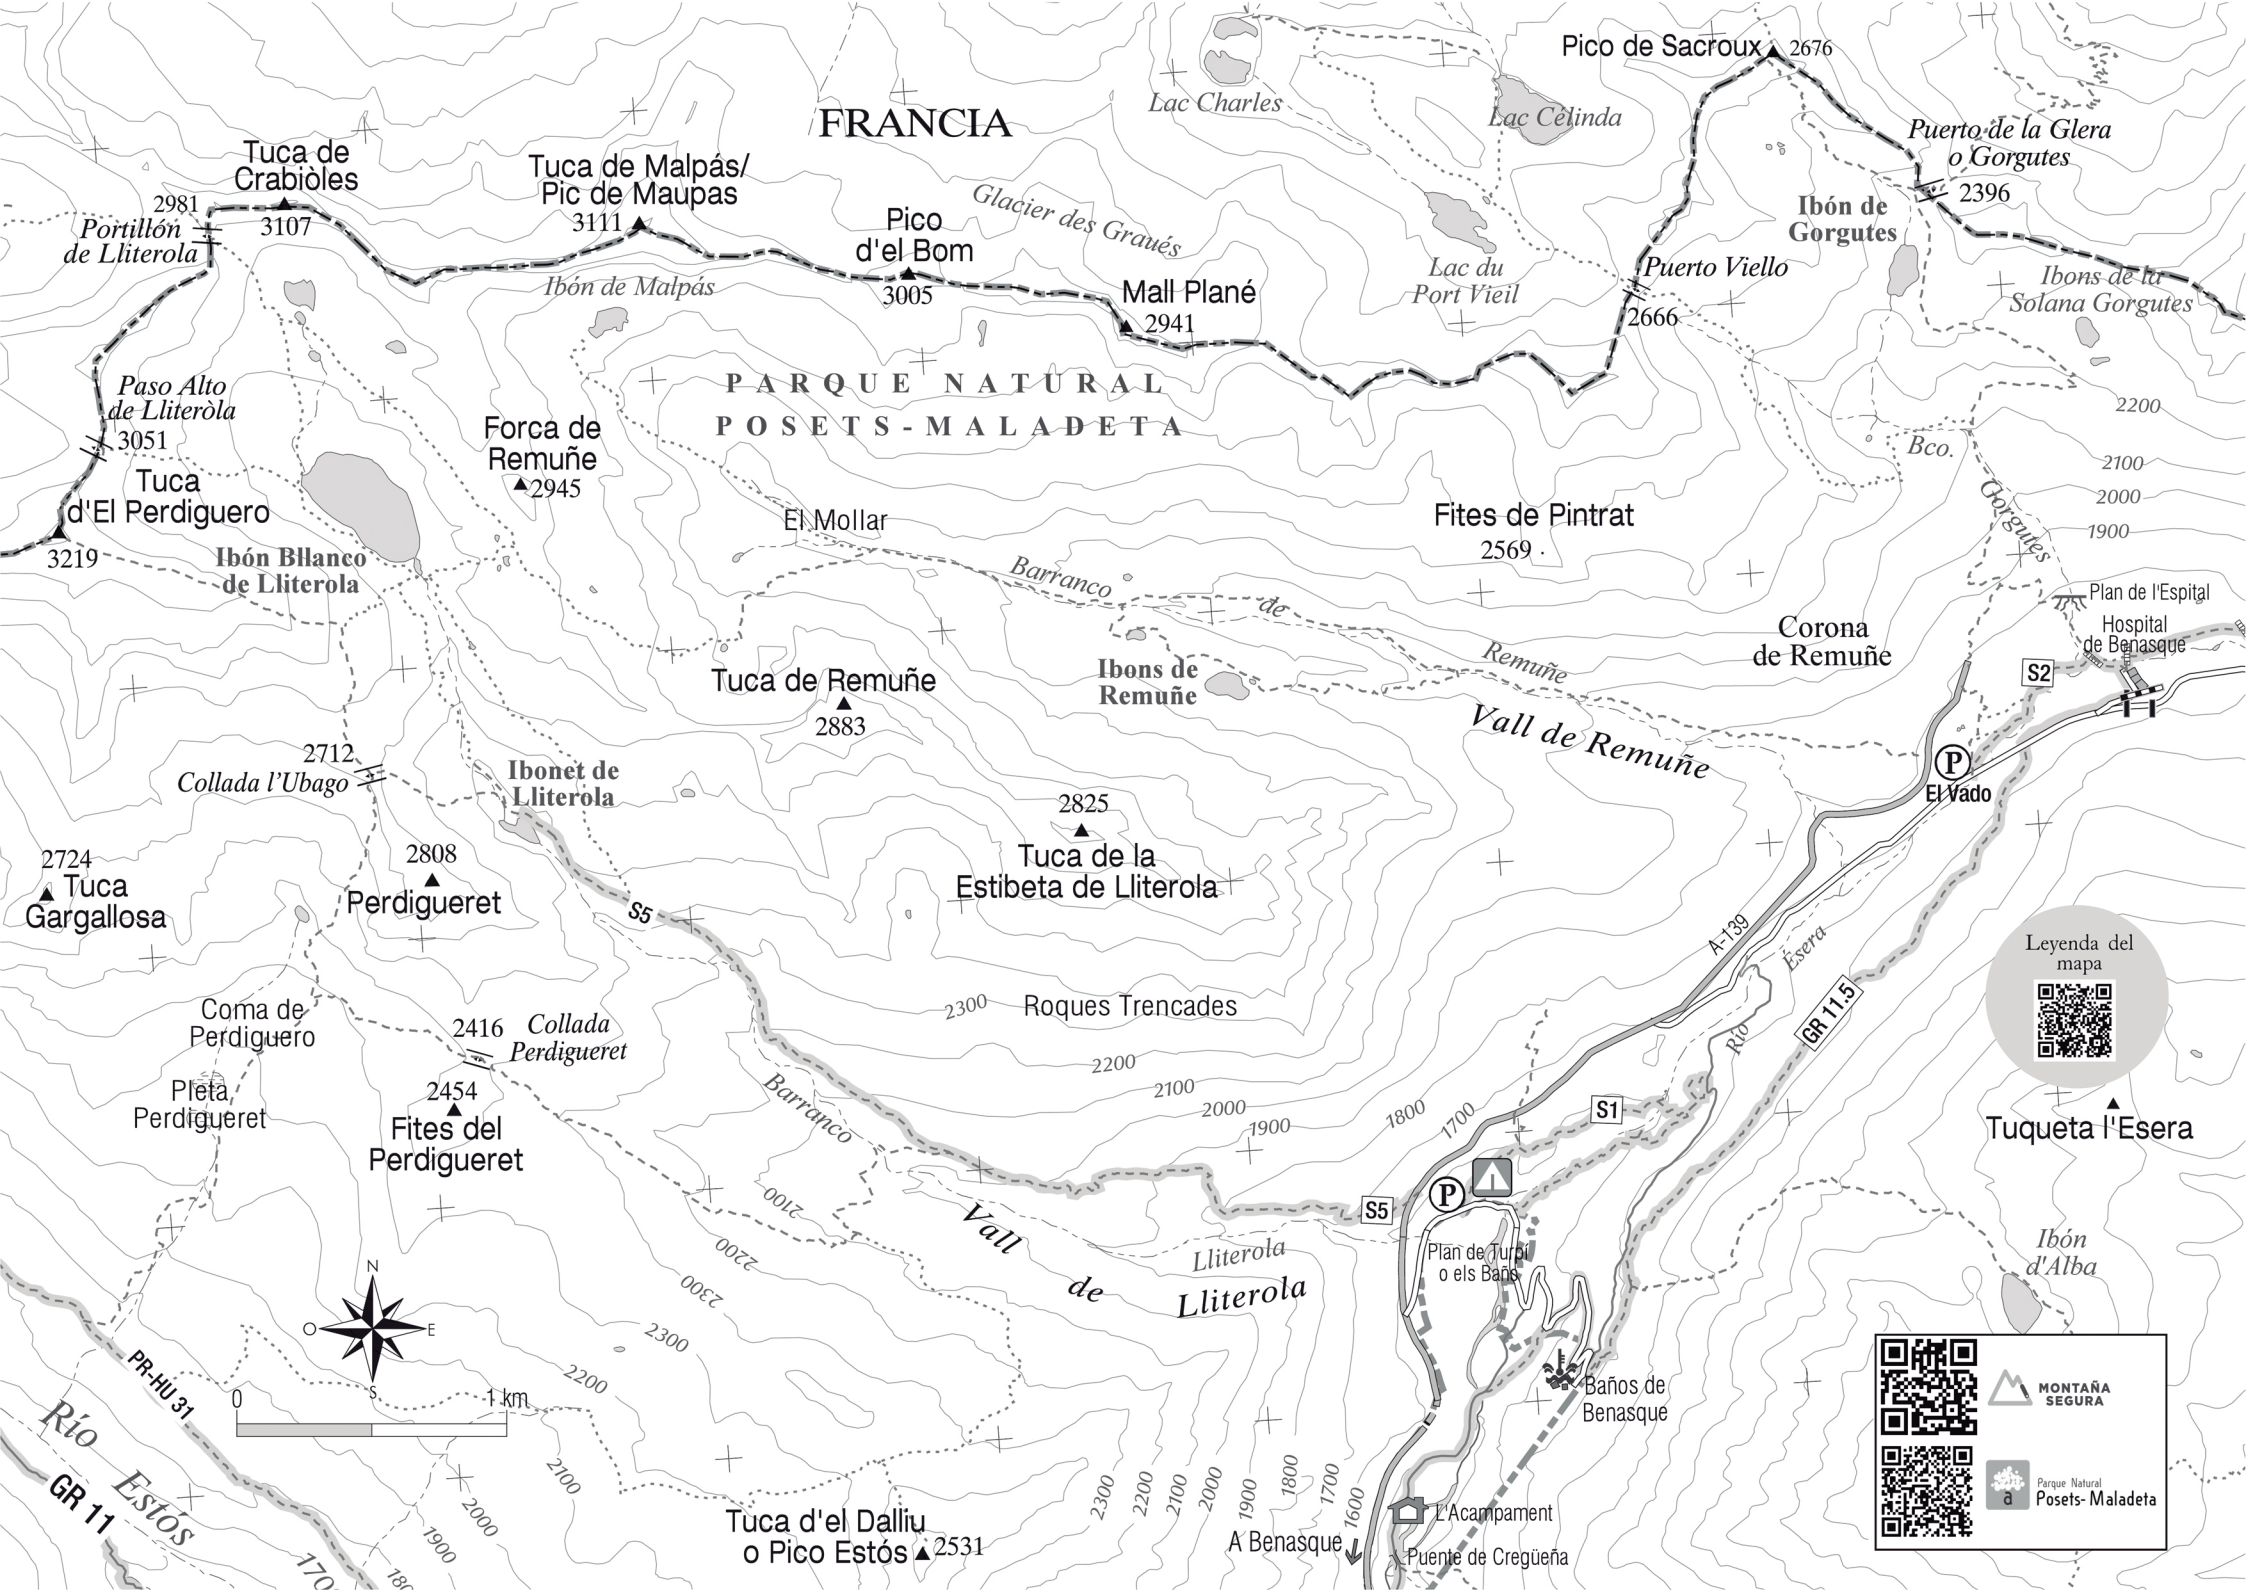 Pico de Sacroux
2676
Lac Charles
Lac Célinda
FRANCIA
Puerto de la Glera
o Gorgutes
2396
Tuca de
Crabiòles
3107
2981
Portillón
de Lliterola
Tuca de Malpás/
Pic de Maupas
3111
Glacier des Graués
Pico
d'el Bom
3005
Ibón de
Gorgutes
Ibón de Malpás
Mall Plané
2941
Lac du
Port Vieil
Puerto Viello
2666
Ibons de la
Solana Gorgutes
Paso Alto
de Lliteròla
3051
PARQUE NATURAL
POSETS-MALADETA
2200
Forca de
Remuñe
2945
Bco.
Gorgutes
2100
2000
1900
Tuca
d'El Perdiguero
3219
El Mollar
Fites de Pintrat
2569
Ibón Bllanco
de Lliterola
Barranco
de
Remuñe
Plan de l'Espital
Hospital
de Benasque
Corona
de Remuñe
S2
Ibons de
Remuñe
Tuca de Remuñe
2883
Vall de Remuñe
2712
Collada l'Ubago
Ibonet de
Lliterola
P
El Vado
2825
Tuca de la
Estibeta de Lliterola
2724
Tuca
Gargallosa
2808
Perdigueret
S5
A-139
Ésera
Río
GR 11.5
Leyenda del
mapa
Coma de
Perdiguero
2416
Collada
Perdigueret
2300
Roques Trencades
2200
2100
2000
1900
1800
1700
Pleta
Perdigueret
2454
Fites del
Perdigueret
Barranco
S1
Tuqueta l'Esera
2100
2200
2300
2300
2200
2100
2000
1900
Vall
de
Lliterola
Lliterola
S5
P
Plan de Turpí
o els Baños
Ibón
d'Alba
N
O
E
S
0
1 km
PR-HU 31
Río
Estós
GR 11
Baños de
Benasque
MONTAÑA
SEGURA
a
Parque Natural
Posets-Maladeta
2300
2200
2100
2000
1900
1800
1700
1600
Tuca d'el Dalliu
o Pico Estós
2531
A Benasque
L'Acampament
Puente de Cregüeña